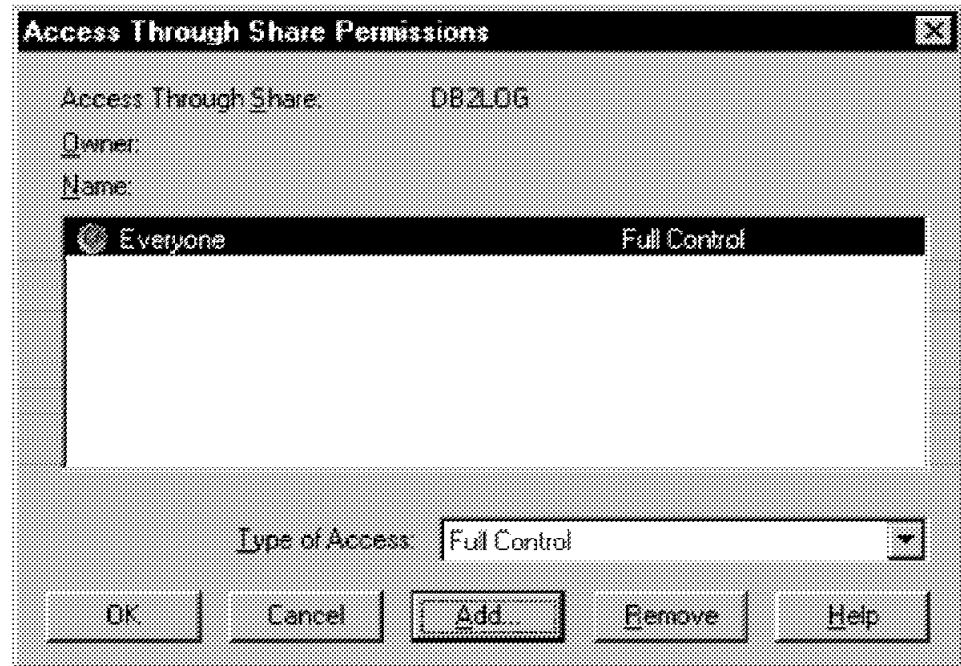 Access Through Share Permissions
Access Through Share: DB2LOG
Owner:
Name:
Everyone Full Control
Type of Access: Full Control
OK Cancel Add... Remove Help